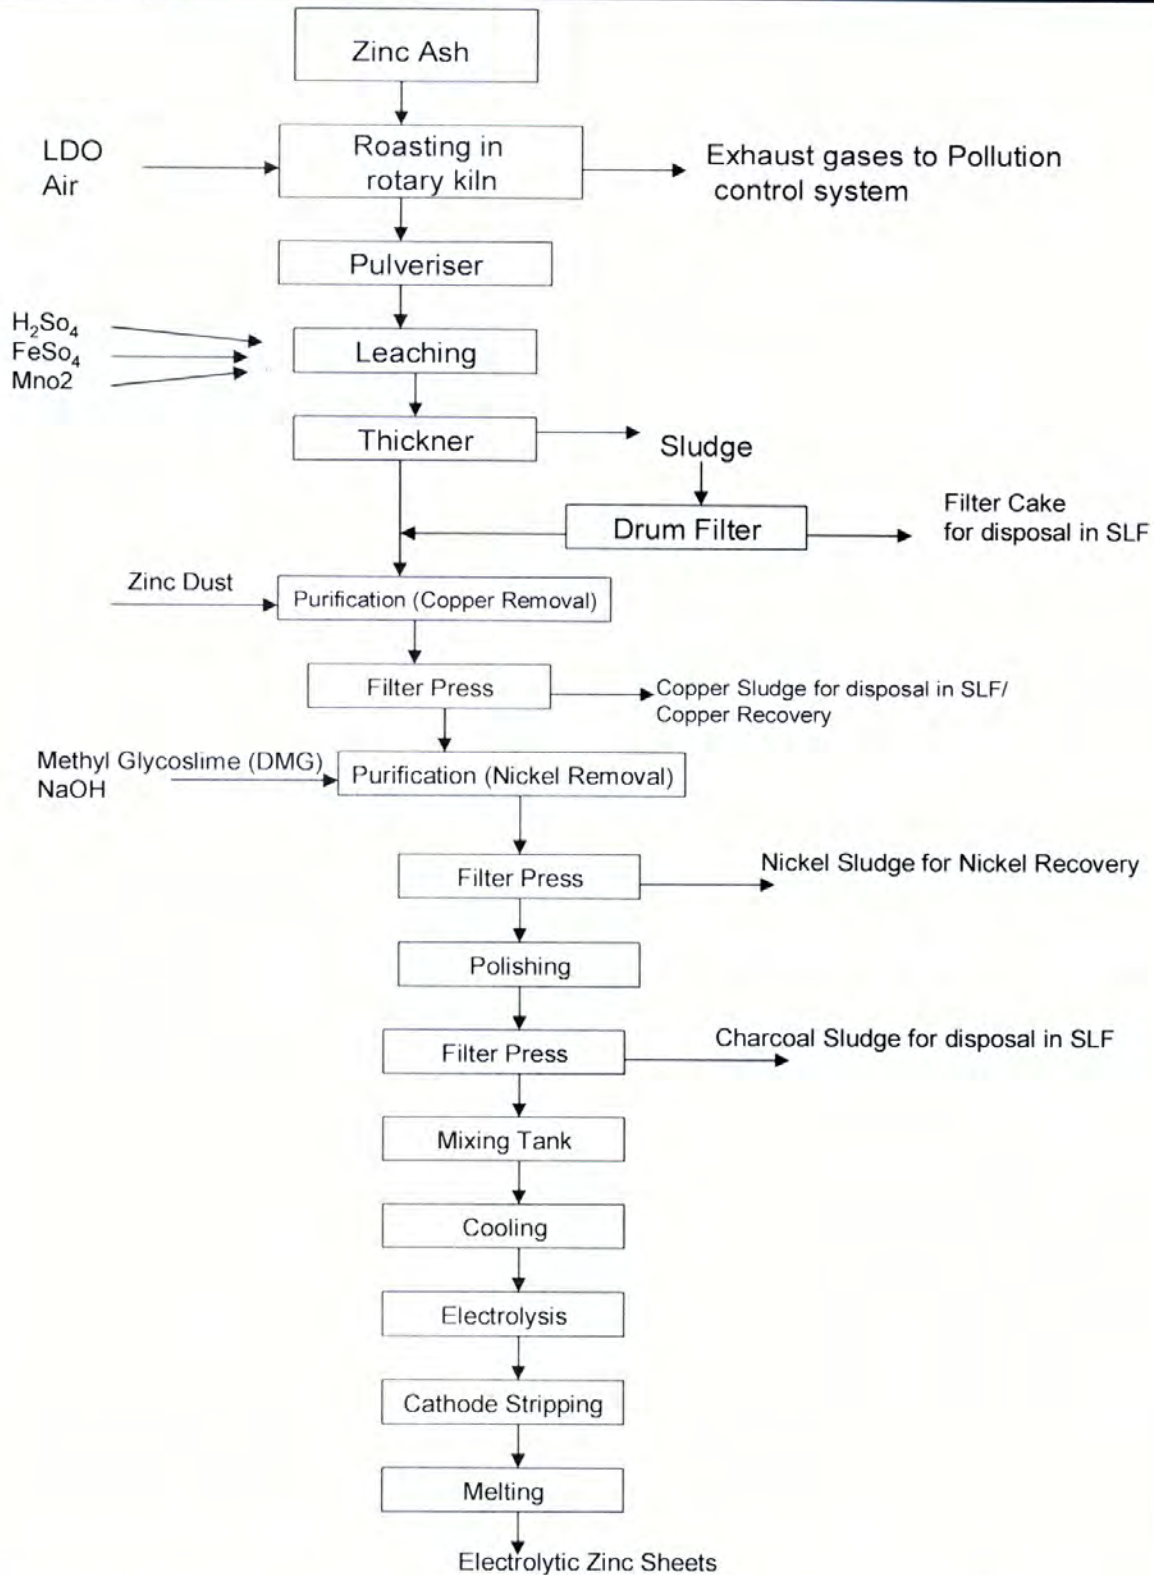 Zinc Ash
LDO
Air
Roasting in
rotary kiln
Exhaust gases to Pollution
control system
Pulveriser
H₂So₄
FeSo₄
Mno2
Leaching
Thickner
Sludge
Drum Filter
Filter Cake
for disposal in SLF
Zinc Dust
Purification (Copper Removal)
Filter Press
Copper Sludge for disposal in SLF/
Copper Recovery
Methyl Glycoslime (DMG)
NaOH
Purification (Nickel Removal)
Filter Press
Nickel Sludge for Nickel Recovery
Polishing
Filter Press
Charcoal Sludge for disposal in SLF
Mixing Tank
Cooling
Electrolysis
Cathode Stripping
Melting
Electrolytic Zinc Sheets